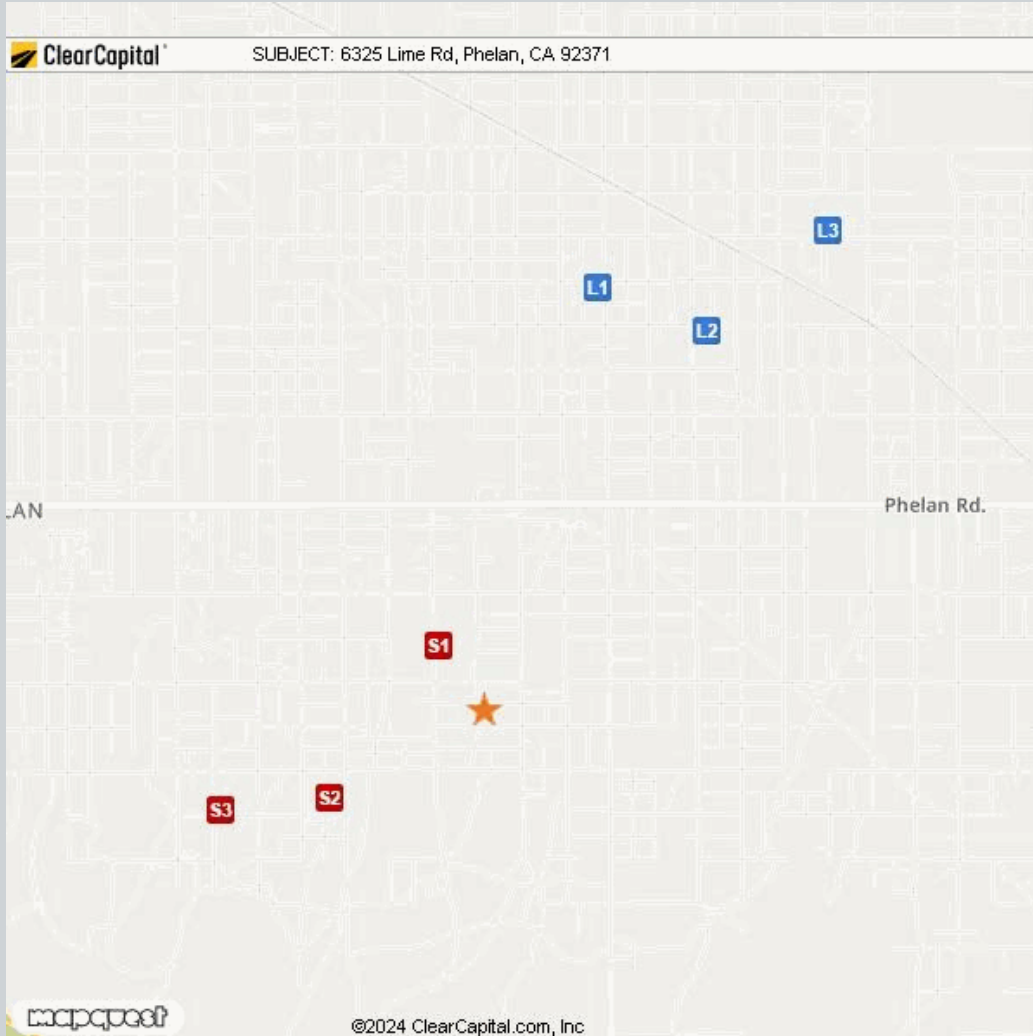 ClearCapital
SUBJECT: 6325 Lime Rd, Phelan, CA 92371
L3
L1
L2
LAN
Phelan Rd.
S1
S2
S3
mapquest
©2024 ClearCapital.com, Inc